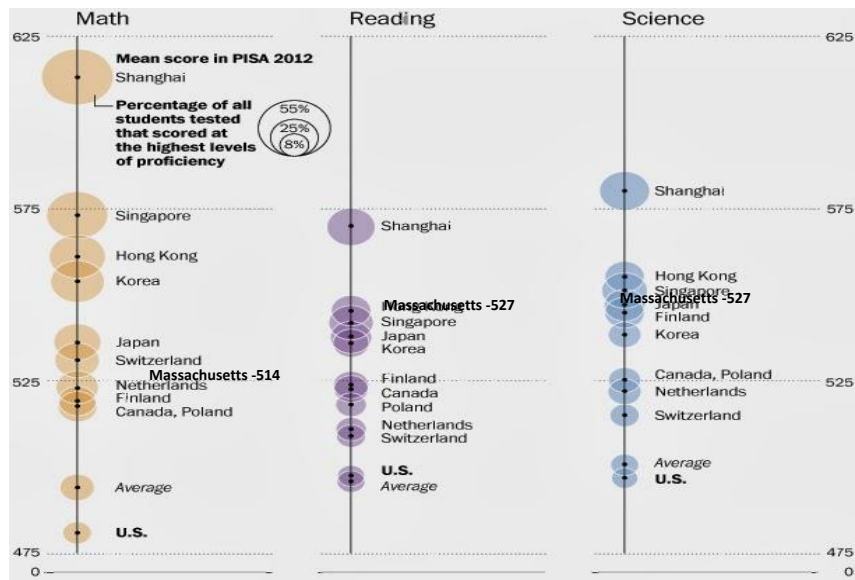 Math
Reading
Science
625
625
Mean score in PISA 2012
Shanghai
Percentage of all
students tested
that scored at
the highest levels
of proficiency
55%
25%
8%
575
575
Singapore
Hong Kong
Korea
Japan
Switzerland
Massachusetts -514
525
Netherlands
Finland
Canada, Poland
Average
U.S.
475
0
Shanghai
Massachusetts -527
Singapore
Japan
Korea
Finland
Canada
Poland
Netherlands
Switzerland
U.S.
Average
Shanghai
Hong Kong
Singapore
Massachusetts -527
Japan
Finland
Korea
525
Canada, Poland
Netherlands
Switzerland
Average
U.S.
475
0